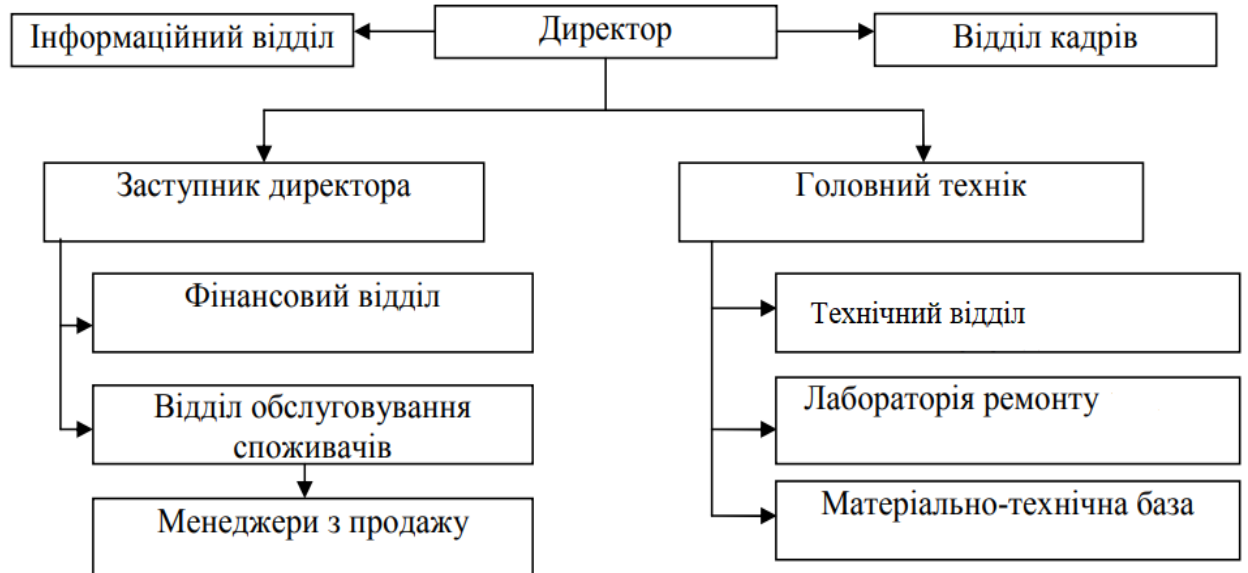 Інформаційний відділ
Директор
Відділ кадрів
Заступник директора
Головний технік
Фінансовий відділ
Технічний відділ
Відділ обслуговування
споживачів
Лабораторія ремонту
Менеджери з продажу
Матеріально-технічна база